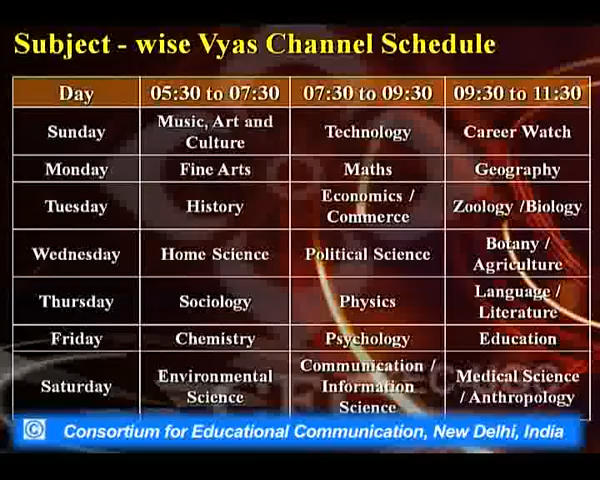 Subject - wise Vyas Channel Schedule
Day 05:30 to 07:30 07:30 to 09:30 09:30 to 11:30
Sunday Music, Art and Culture Technology Career Watch
Monday Fine Arts Maths Geography
Tuesday History Economics / Commerce Zoology /Biology
Wednesday Home Science Political Science Botany / Agriculture
Thursday Sociology Physics Language / Literature
Friday Chemistry Psychology Education
Saturday Environmental Science Communication / Information Science Medical Science / Anthropology
© Consortium for Educational Communication, New Delhi, India